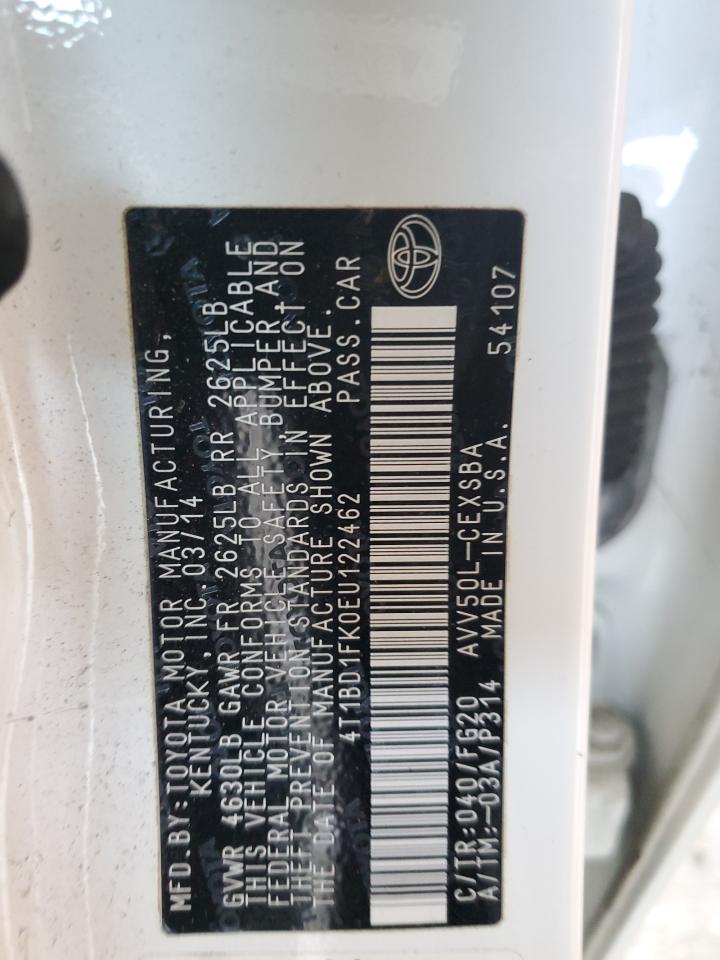 MFD.BY:TOYOTA MOTOR MANUFACTURING,
KENTUCKY, INC. 03/14
GVWR 4630LB GAWR FR 2625LB RR 2625LB
THIS VEHICLE CONFORMS TO ALL APPLICABLE
FEDERAL MOTOR VEHICLE SAFETY, BUMPER, AND
THEFT PREVENTION STANDARDS IN EFFECT ON
THE DATE OF MANUFACTURE SHOWN ABOVE.
4T1BD1FK0EU122462 PASS.CAR
C/TR:040/FG20 AVV50L-CEXSBA
A/TM:-03A/P314 MADE IN U.S.A. 54107